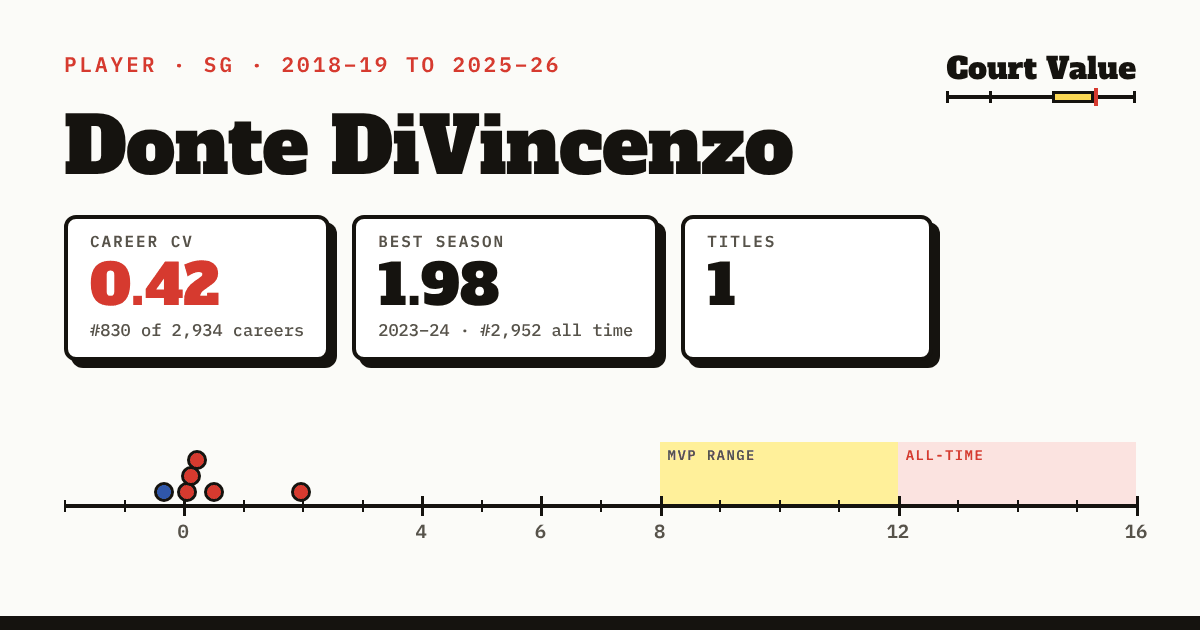 PLAYER · SG · 2018–19 TO 2025–26
Court Value
Donte DiVincenzo
CAREER CV
0.42
#830 of 2,934 careers
BEST SEASON
1.98
2023–24 · #2,952 all time
TITLES
1
MVP RANGE
ALL-TIME
0 4 6 8 12 16